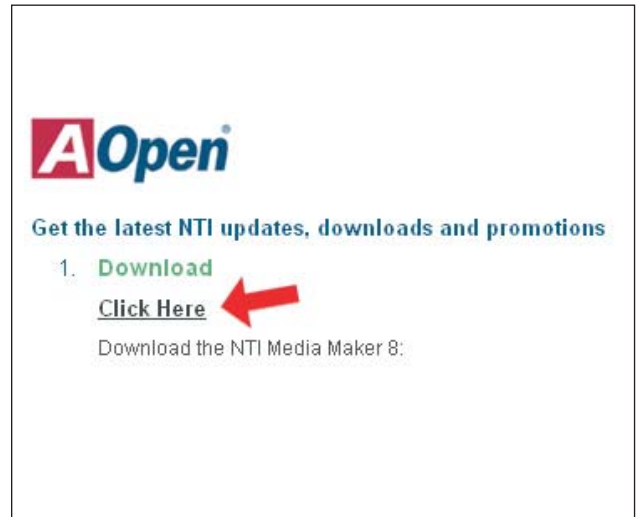 AOpen
Get the latest NTI updates, downloads and promotions
1. Download
Click Here
Download the NTI Media Maker 8: